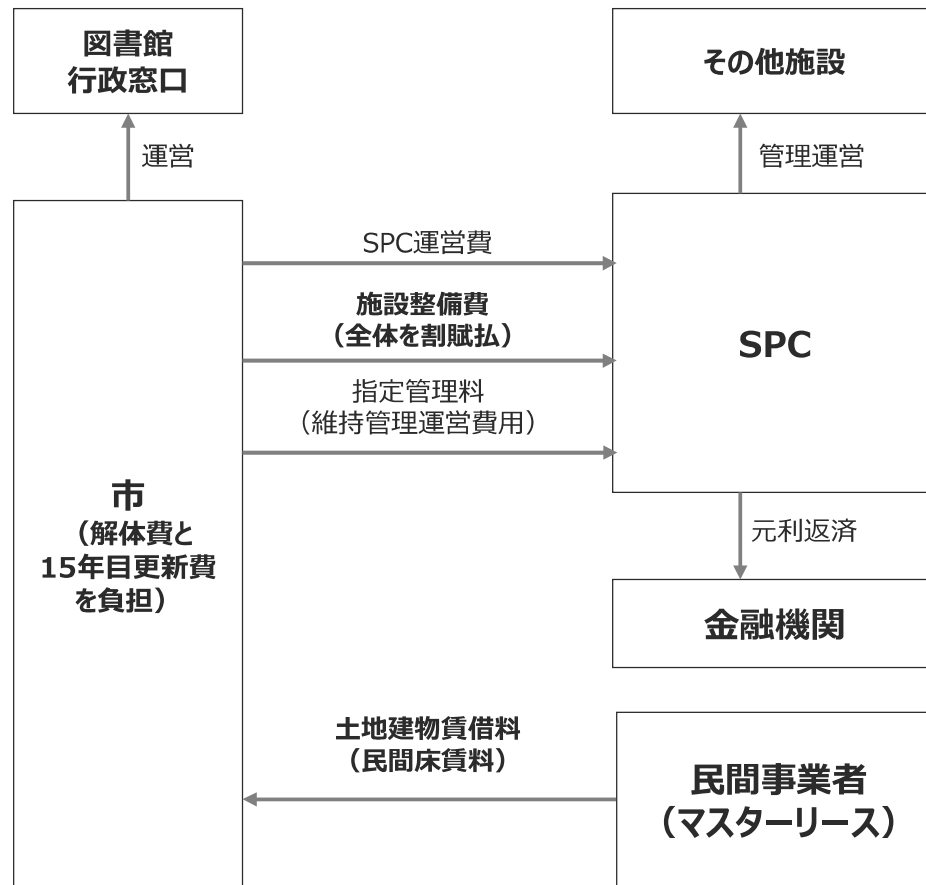 図書館
行政窓口
その他施設
運営
管理運営
SPC運営費
施設整備費
（全体を割賦払）
指定管理料
（維持管理運営費用）
SPC
市
（解体費と
15年目更新費
を負担）
元利返済
金融機関
土地建物賃借料
（民間床賃料）
民間事業者
（マスターリース）